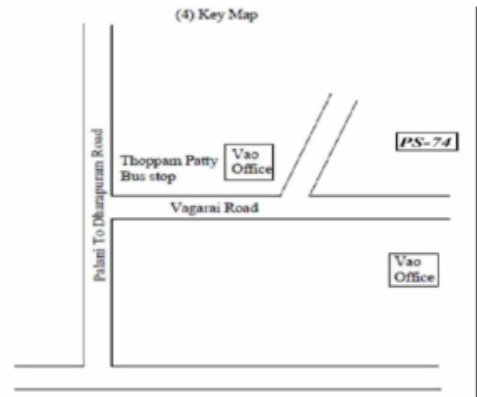 (4) Key Map
PS-74
Thoppam Patty
Bus stop
Vao
Office
Vagarai Road
Palani To Dharapuram Road
Vao
Office